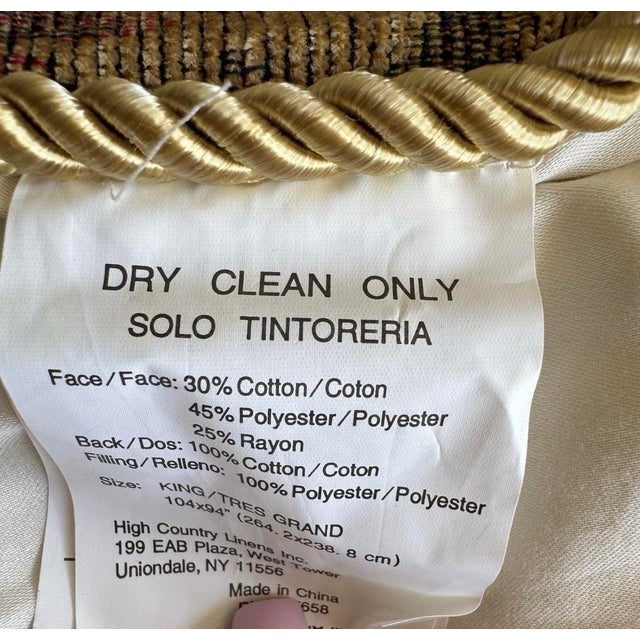 DRY CLEAN ONLY
SOLO TINTORERIA
Face/Face: 30% Cotton/Coton
45% Polyester/Polyester
25% Rayon
Back/Dos: 100% Cotton/Coton
Filling/Relleno: 100% Polyester/Polyester
Size: KING/TRES GRAND
104x94" (264.2x238.8 cm)
High Country Linens Inc.
199 EAB Plaza, West Tower
Uniondale, NY 11556
Made in China